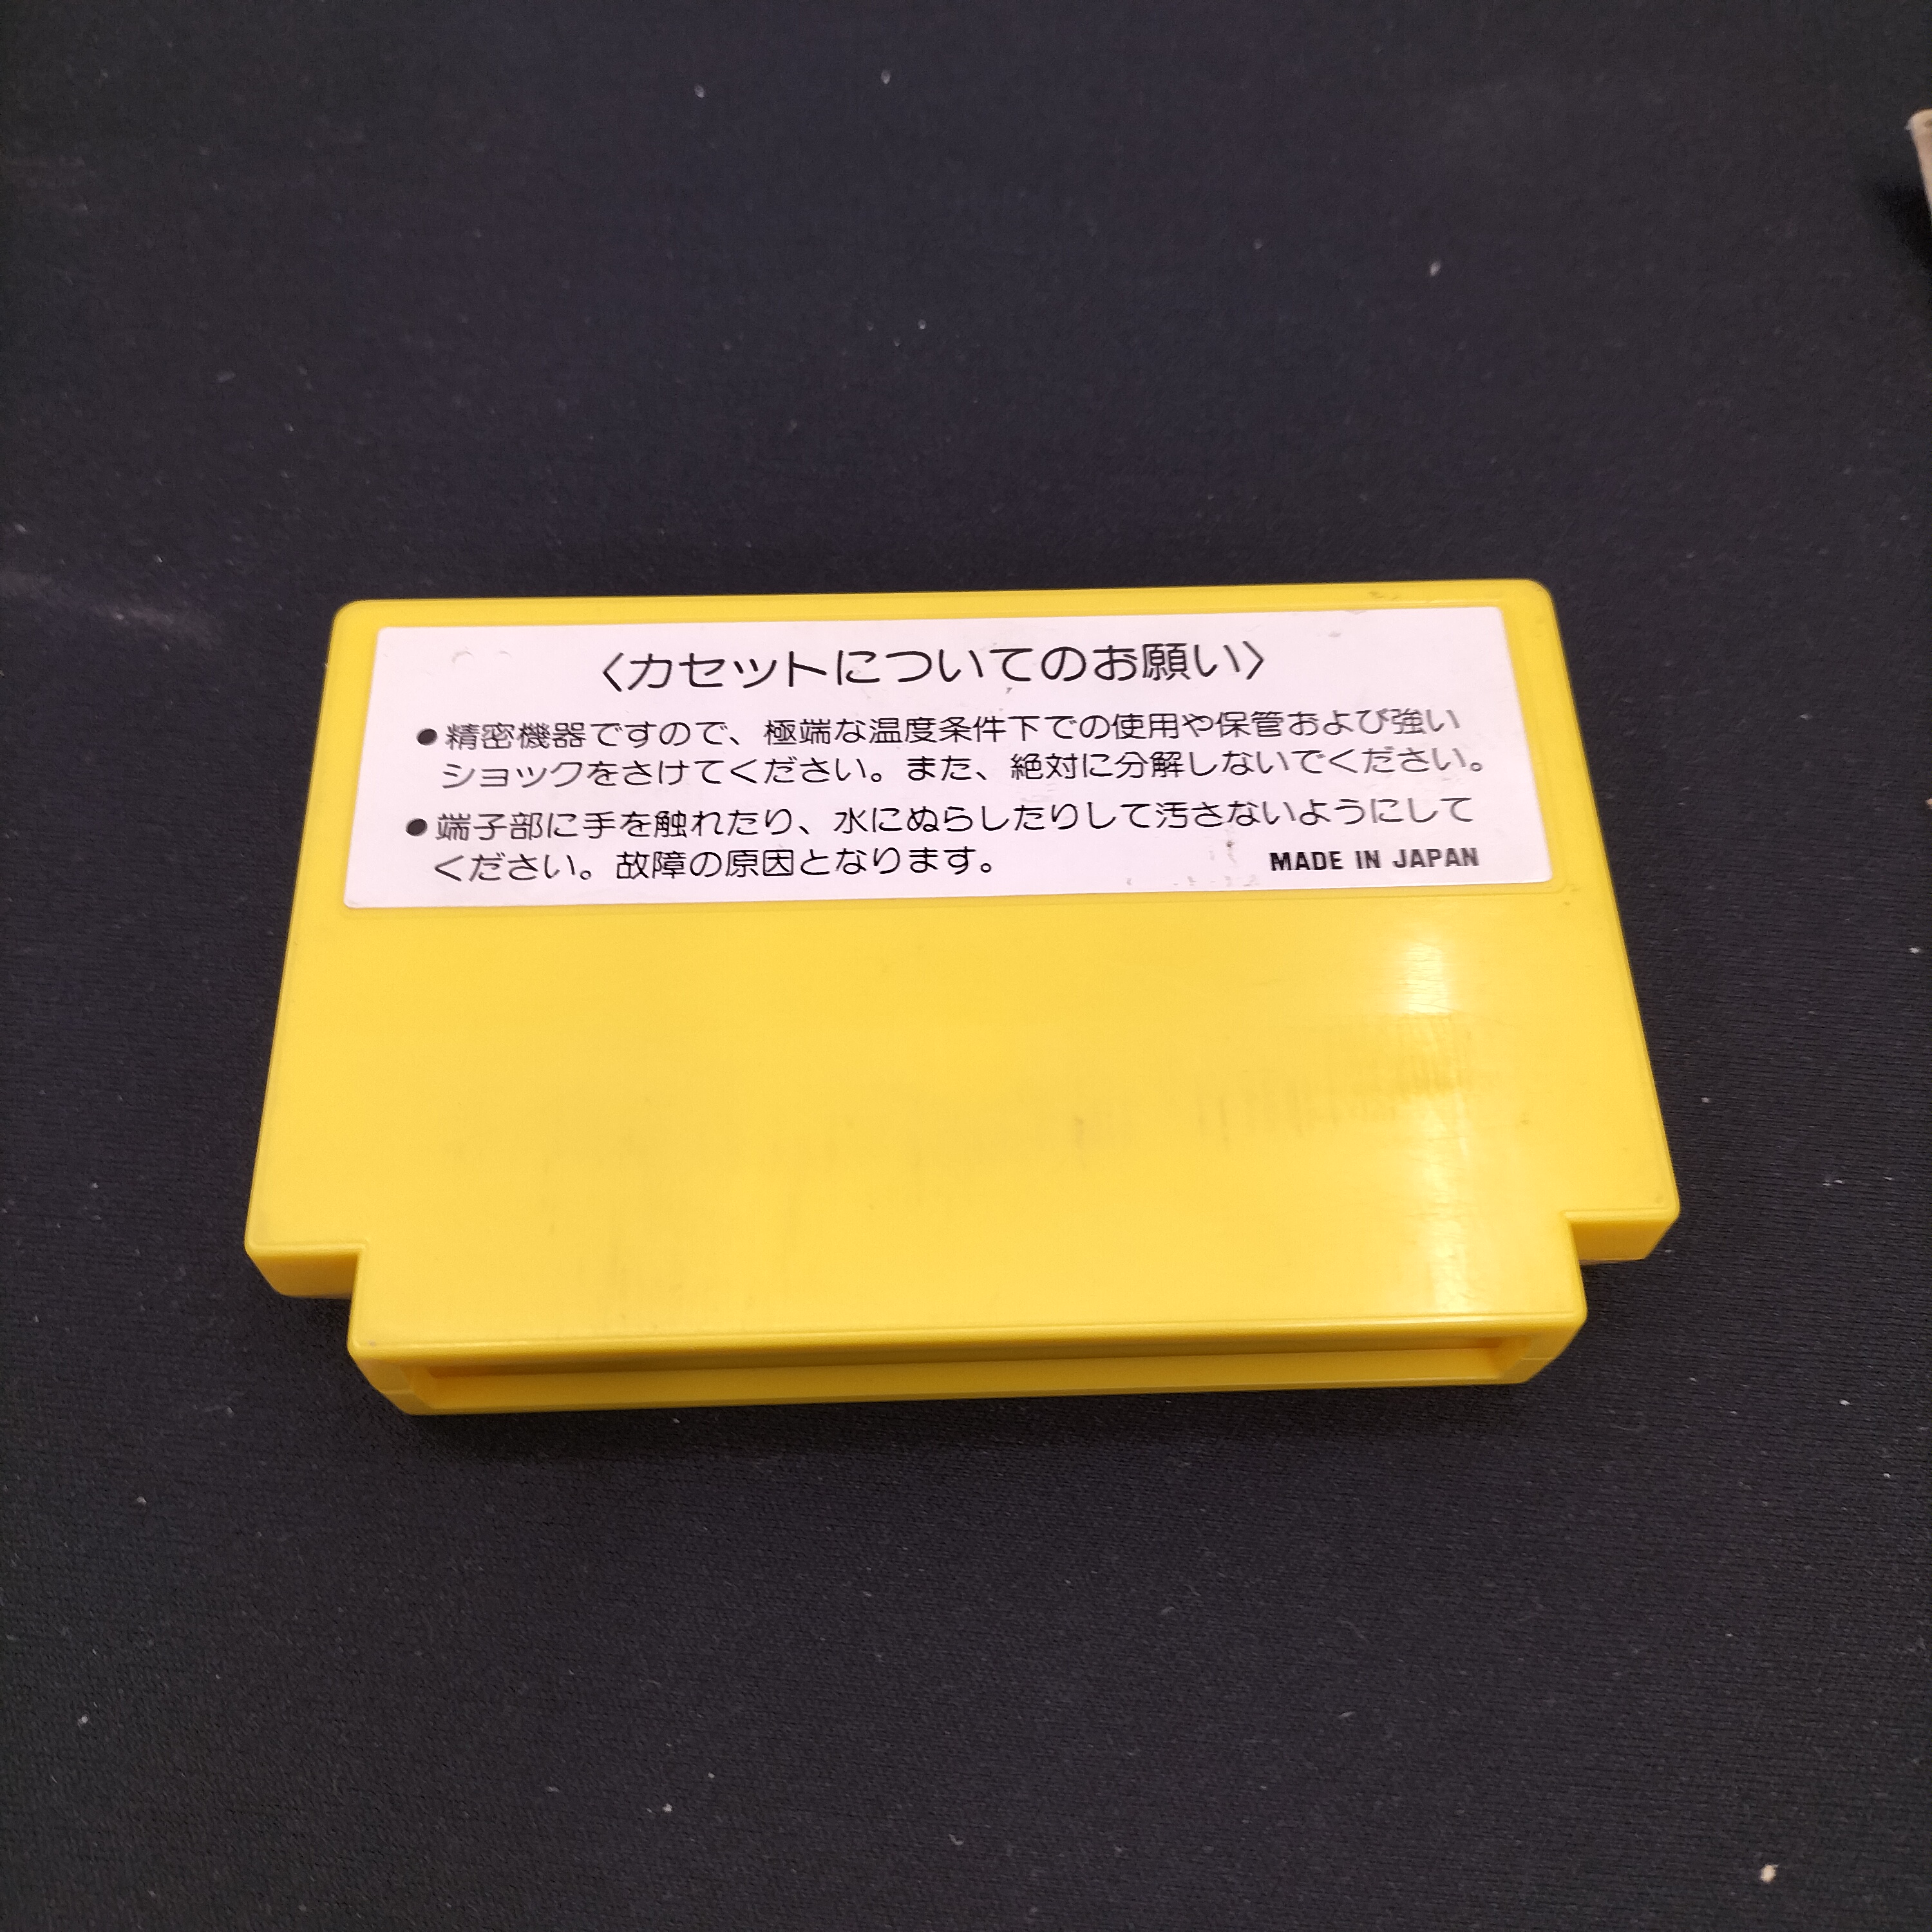 〈カセットについてのお願い〉
●精密機器ですので、極端な温度条件下での使用や保管および強い
ショックをさけてください。また、絶対に分解しないでください。
●端子部に手を触れたり、水にぬらしたりして汚さないようにして
ください。故障の原因となります。
MADE IN JAPAN